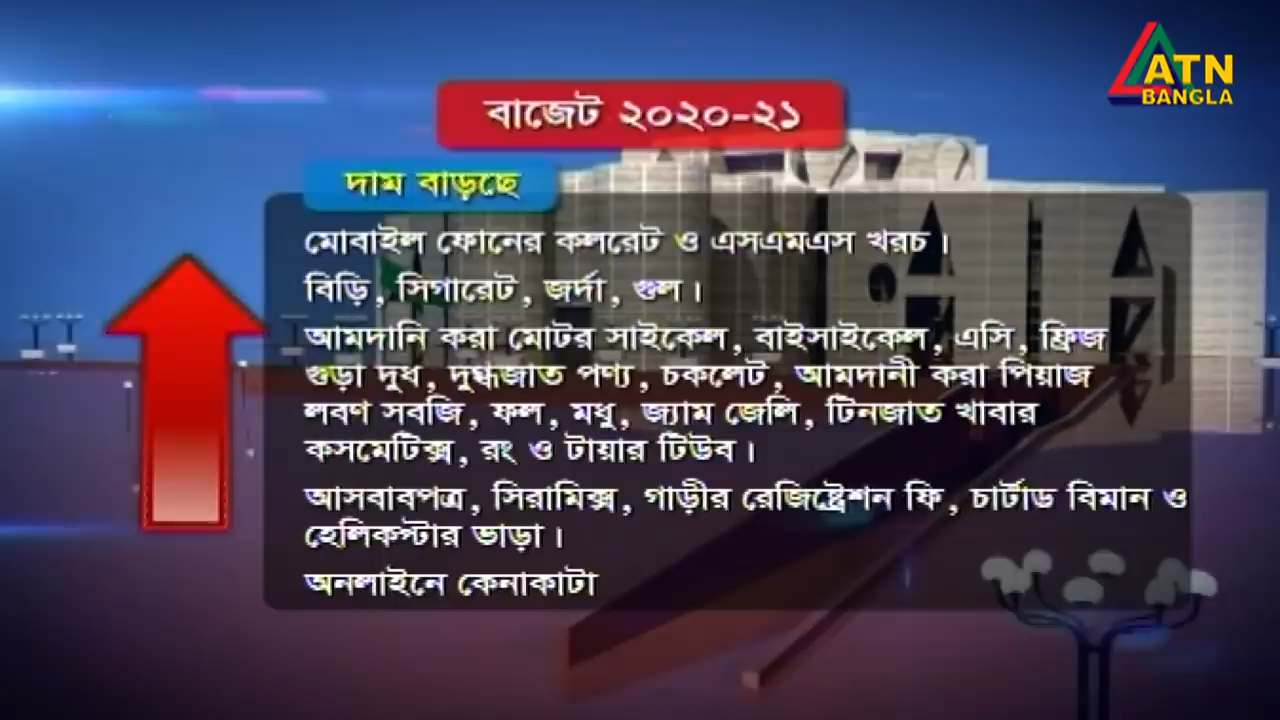 ATN
BANGLA
বাজেট ২০২০-২১
দাম বাড়ছে
মোবাইল ফোনের কলরেট ও এসএমএস খরচ।
বিড়ি, সিগারেট, জর্দা, গুল।
আমদানি করা মোটর সাইকেল, বাইসাইকেল, এসি, ফ্রিজ
গুড়া দুধ, দুগ্ধজাত পণ্য, চকলেট, আমদানী করা পিয়াজ
লবণ সবজি, ফল, মধু, জ্যাম জেলি, টিনজাত খাবার
কসমেটিক্স, রং ও টায়ার টিউব।
আসবাবপত্র, সিরামিক্স, গাড়ীর রেজিষ্ট্রেশন ফি, চার্টাড বিমান ও
হেলিকপ্টার ভাড়া।
অনলাইনে কেনাকাটা